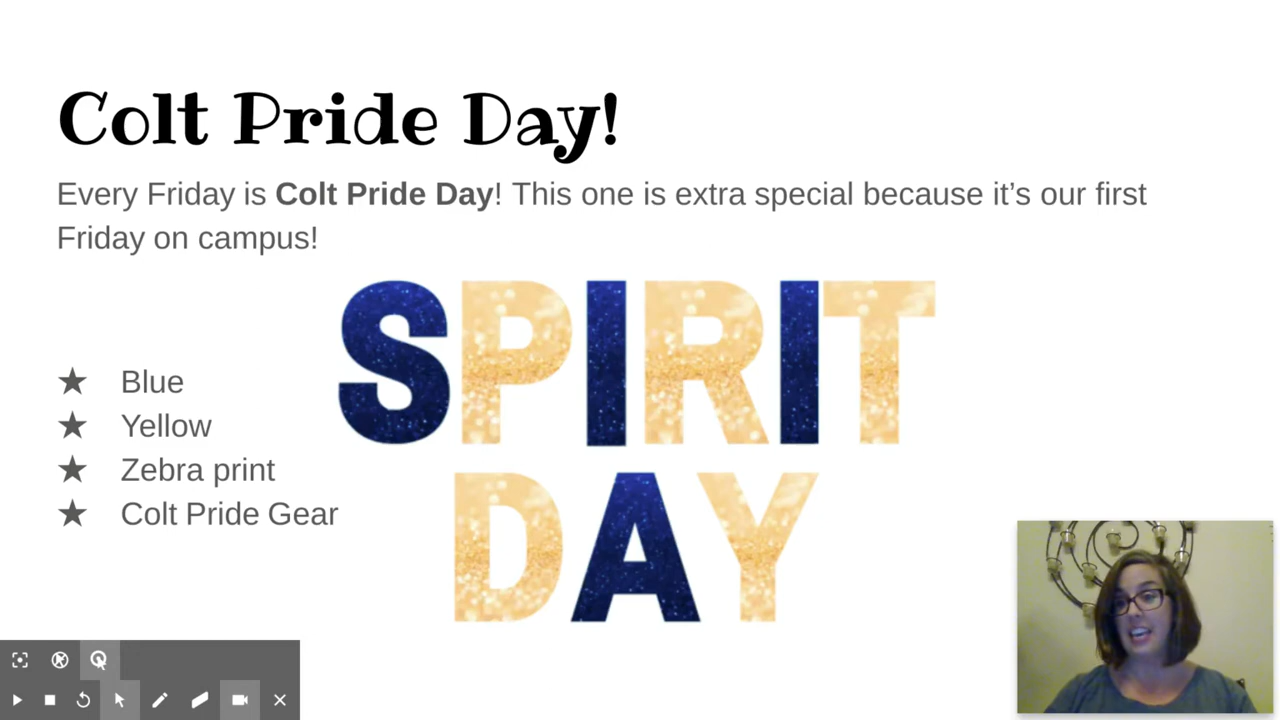 Colt Pride Day!
Every Friday is Colt Pride Day! This one is extra special because it’s our first
Friday on campus!
SPIRIT
DAY
★ Blue
★ Yellow
★ Zebra print
★ Colt Pride Gear